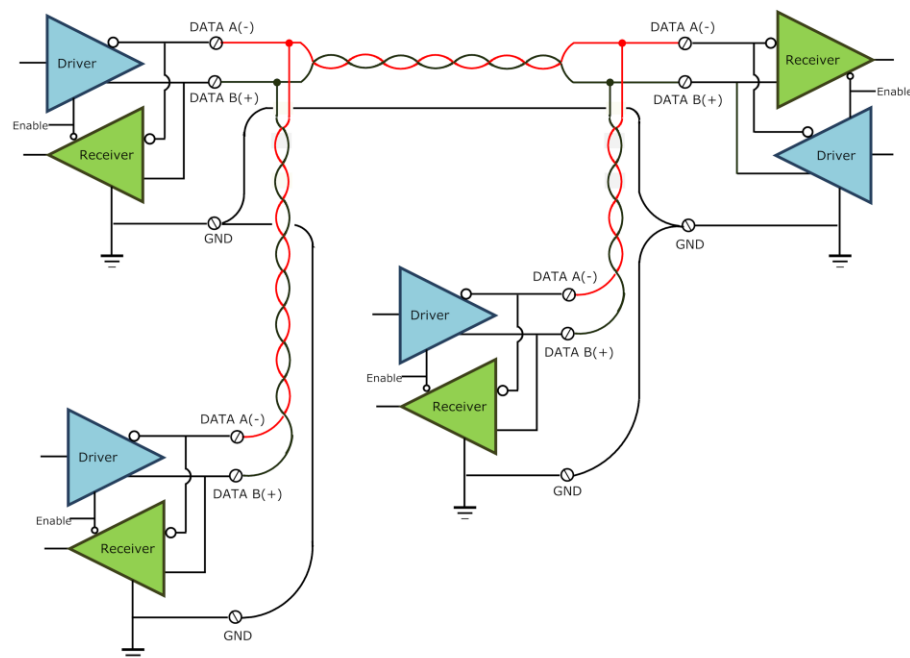 DATA A(-)
DATA A(-)
Driver
Receiver
DATA B(+)
DATA B(+)
Enable
Enable
Receiver
Driver
GND
GND
DATA A(-)
Driver
DATA B(+)
Enable
Receiver
DATA A(-)
Driver
DATA B(+)
GND
Enable
Receiver
GND